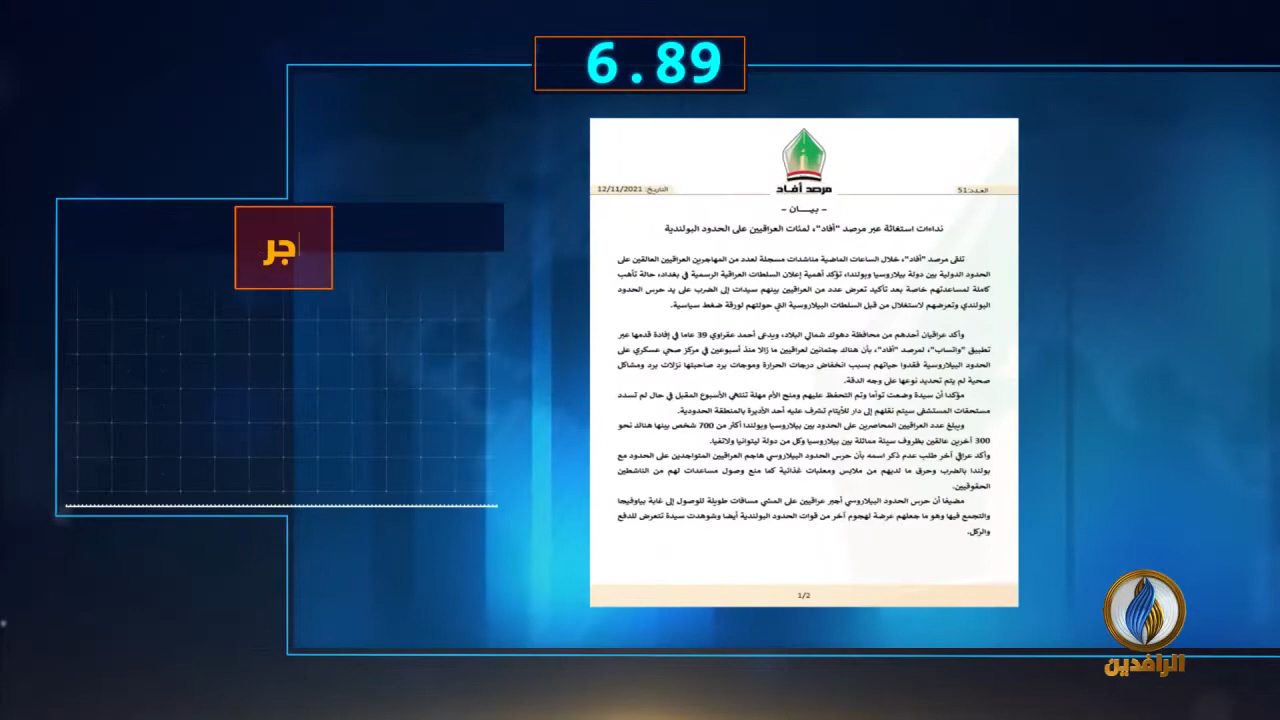 6.89
جر
مرصد أفاد
العدد:51
التاريخ: 12/11/2021
- بيـــان -
نداءات استغاثة عبر مرصد "أفاد"، لمئات العراقيين على الحدود البولندية
تلقى مرصد "أفاد"، خلال الساعات الماضية مناشدات مسجلة لعدد من المهاجرين العراقيين العالقين على
الحدود الدولية بين دولة بيلاروسيا وبولندا، تؤكد أهمية إعلان السلطات العراقية الرسمية في بغداد، حالة تأهب
كاملة لمساعدتهم خاصة بعد تأكيد تعرض عدد من العراقيين بينهم سيدات إلى الضرب على يد حرس الحدود
البولندي وتعرضهم لاستغلال من قبل السلطات البيلاروسية التي حولتهم لورقة ضغط سياسية.
وأكد عراقيان أحدهم من محافظة دهوك شمالي البلاد، ويدعى أحمد عقراوي 39 عاما في إفادة قدمها عبر
تطبيق "واتساب"، لمرصد "أفاد"، بأن هناك جثمانين لعراقيين ما زالا منذ أسبوعين في مركز صحي عسكري على
الحدود البيلاروسية فقدوا حياتهم بسبب انخفاض درجات الحرارة وموجات برد صاحبتها نزلات برد ومشاكل
صحية لم يتم تحديد نوعها على وجه الدقة.
مؤكدا أن سيدة وضعت توأما وتم التحفظ عليهم ومنح الأم مهلة تنتهي الأسبوع المقبل في حال لم تسدد
مستحقات المستشفى سيتم نقلهم إلى دار للأيتام تشرف عليه أحد الأديرة بالمنطقة الحدودية.
ويبلغ عدد العراقيين المحاصرين على الحدود بين بيلاروسيا وبولندا أكثر من 700 شخص بينها هناك نحو
300 آخرين عالقين بظروف سيئة مماثلة بين بيلاروسيا وكل من دولة ليتوانيا ولاتفيا.
وأكد عراقي آخر طلب عدم ذكر اسمه بأن حرس الحدود البيلاروسي هاجم العراقيين المتواجدين على الحدود مع
بولندا بالضرب وحرق ما لديهم من ملابس ومعلبات غذائية كما منع وصول مساعدات لهم من الناشطين
الحقوقيين.
مضيفا أن حرس الحدود البيلاروسي أجبر عراقيين على المشي مسافات طويلة للوصول إلى غابة بياوفيجا
والتجمع فيها وهو ما جعلهم عرضة لهجوم آخر من قوات الحدود البولندية أيضا وشوهدت سيدة تتعرض للدفع
والركل.
1/2
الرافدين